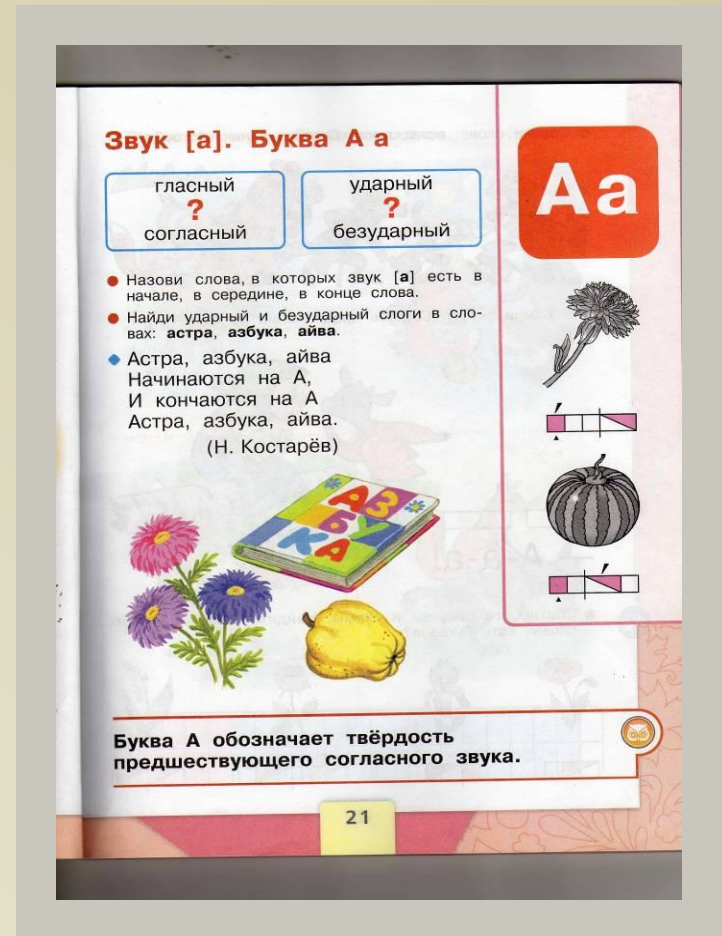 Звук [а]. Буква А а
гласный
?
согласный
ударный
?
безударный
Аа
Назови слова, в которых звук [а] есть в
начале, в середине, в конце слова.
Найди ударный и безударный слоги в сло-
вах: астра, азбука, айва.
Астра, азбука, айва
Начинаются на А,
И кончаются на А
Астра, азбука, айва.
(Н. Костарёв)
АЗ
БУ
КА
Буква А обозначает твёрдость
предшествующего согласного звука.
21